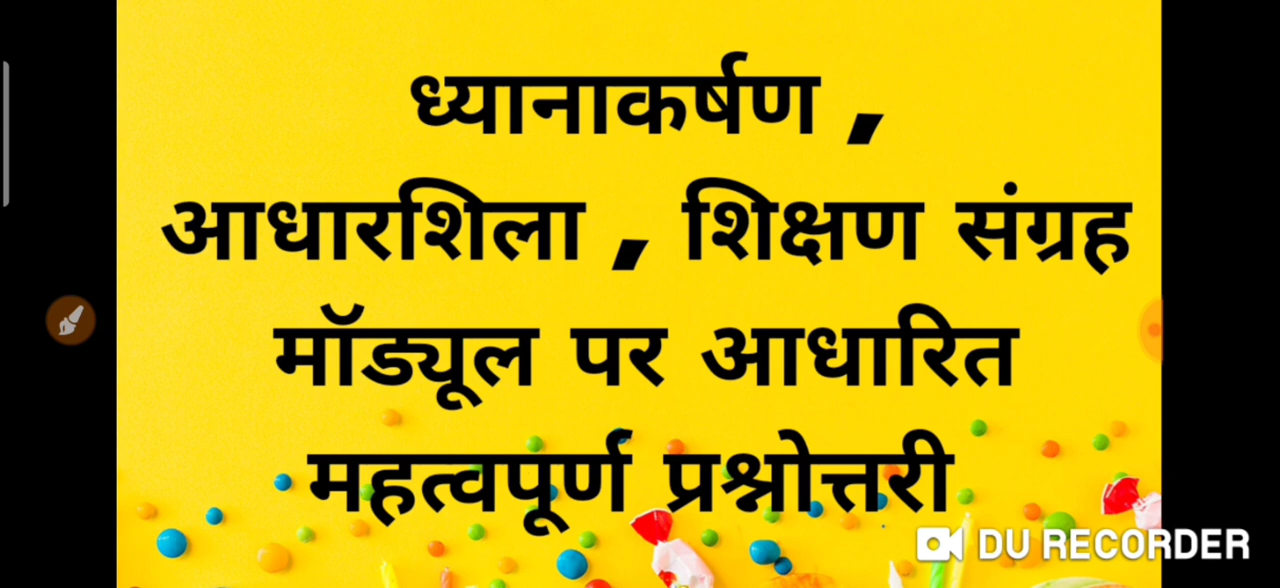 ध्यानाकर्षण ,
आधारशिला , शिक्षण संग्रह
मॉड्यूल पर आधारित
महत्वपूर्ण प्रश्नोत्तरी
DU RECORDER